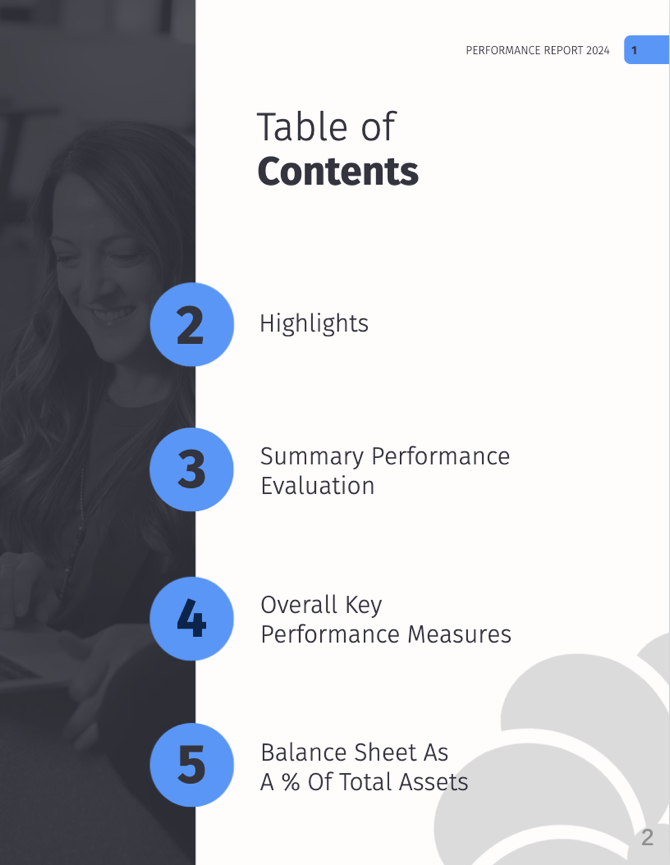 PERFORMANCE REPORT 2024 1
Table of
Contents
2 Highlights
3 Summary Performance
Evaluation
4 Overall Key
Performance Measures
5 Balance Sheet As
A % Of Total Assets
2